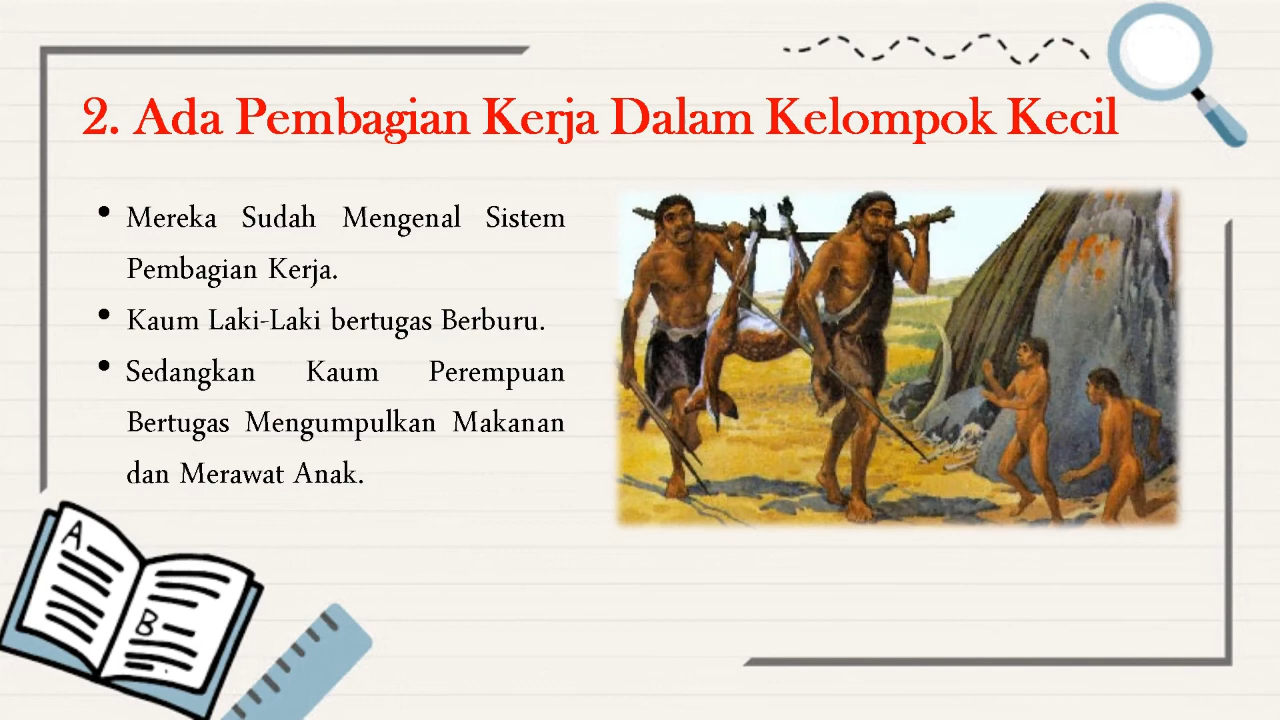 2. Ada Pembagian Kerja Dalam Kelompok Kecil
• Mereka Sudah Mengenal Sistem
Pembagian Kerja.
• Kaum Laki-Laki bertugas Berburu.
• Sedangkan Kaum Perempuan
Bertugas Mengumpulkan Makanan
dan Merawat Anak.
A
B